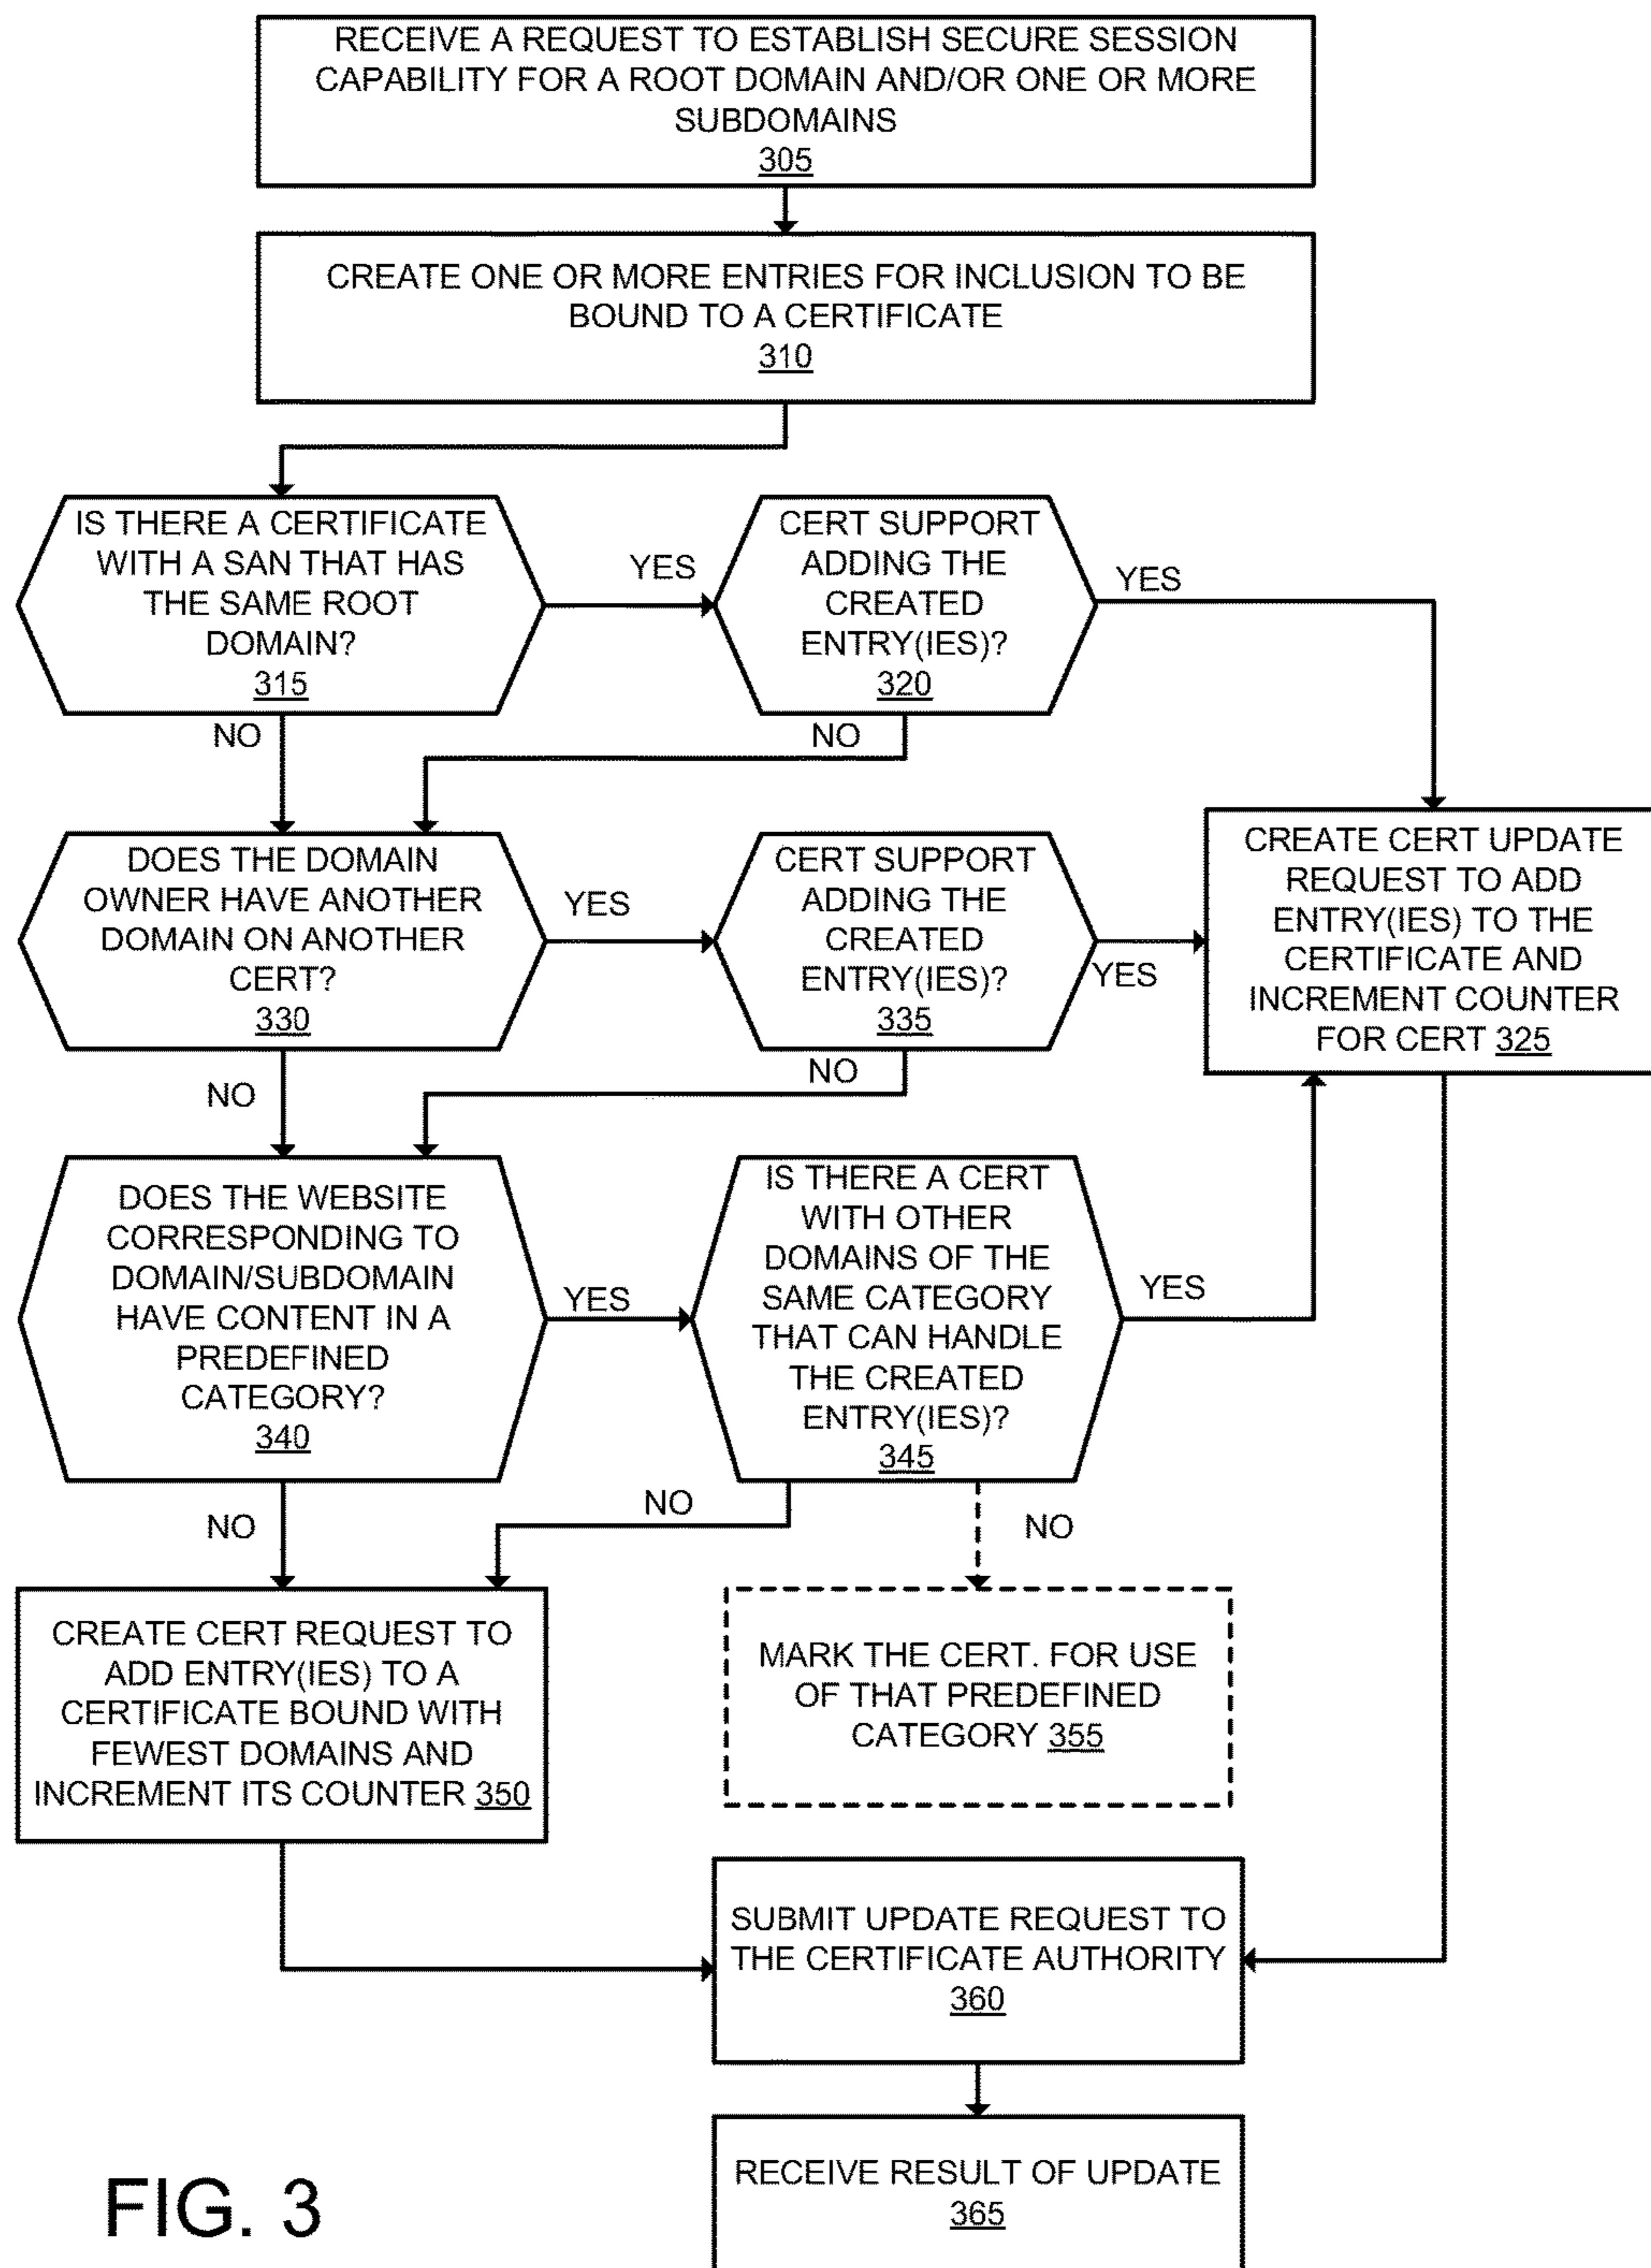 RECEIVE A REQUEST TO ESTABLISH SECURE SESSION
CAPABILITY FOR A ROOT DOMAIN AND/OR ONE OR MORE
SUBDOMAINS
305
CREATE ONE OR MORE ENTRIES FOR INCLUSION TO BE
BOUND TO A CERTIFICATE
310
IS THERE A CERTIFICATE
WITH A SAN THAT HAS
THE SAME ROOT
DOMAIN?
315
YES
NO
CERT SUPPORT
ADDING THE
CREATED
ENTRY(IES)?
320
YES
NO
DOES THE DOMAIN
OWNER HAVE ANOTHER
DOMAIN ON ANOTHER
CERT?
330
YES
NO
CERT SUPPORT
ADDING THE
CREATED
ENTRY(IES)?
335
YES
NO
CREATE CERT UPDATE
REQUEST TO ADD
ENTRY(IES) TO THE
CERTIFICATE AND
INCREMENT COUNTER
FOR CERT 325
DOES THE WEBSITE
CORRESPONDING TO
DOMAIN/SUBDOMAIN
HAVE CONTENT IN A
PREDEFINED
CATEGORY?
340
YES
NO
IS THERE A CERT
WITH OTHER
DOMAINS OF THE
SAME CATEGORY
THAT CAN HANDLE
THE CREATED
ENTRY(IES)?
345
YES
NO
NO
CREATE CERT REQUEST TO
ADD ENTRY(IES) TO A
CERTIFICATE BOUND WITH
FEWEST DOMAINS AND
INCREMENT ITS COUNTER 350
MARK THE CERT. FOR USE
OF THAT PREDEFINED
CATEGORY 355
SUBMIT UPDATE REQUEST TO
THE CERTIFICATE AUTHORITY
360
RECEIVE RESULT OF UPDATE
365
FIG. 3